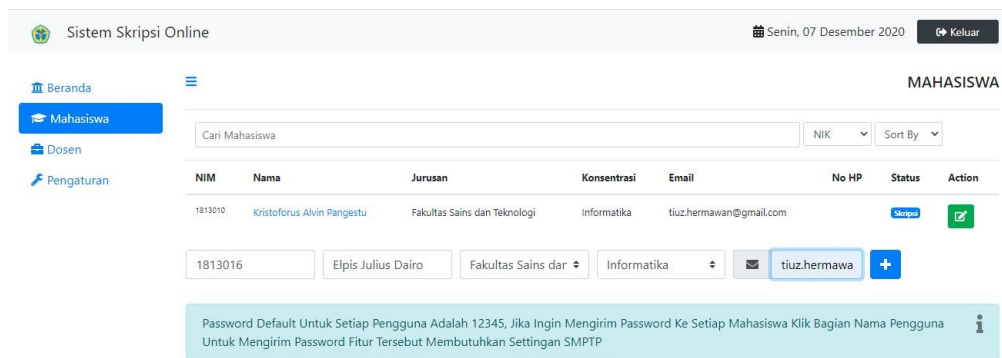 Sistem Skripsi Online
Senin, 07 Desember 2020
Keluar
Beranda
Mahasiswa
Dosen
Pengaturan
MAHASISWA
Cari Mahasiswa
NIK
Sort By
NIM Nama Jurusan Konsentrasi Email No HP Status Action
1813010 Kristoforus Alvin Pangestu Fakultas Sains dan Teknologi Informatika tiuz.hermawan@gmail.com Skripsi
1813016 Elpis Julius Dairo Fakultas Sains dar Informatika tiuz.hermawa
Password Default Untuk Setiap Pengguna Adalah 12345, Jika Ingin Mengirim Password Ke Setiap Mahasiswa Klik Bagian Nama Pengguna
Untuk Mengirim Password Fitur Tersebut Membutuhkan Settingan SMPTP